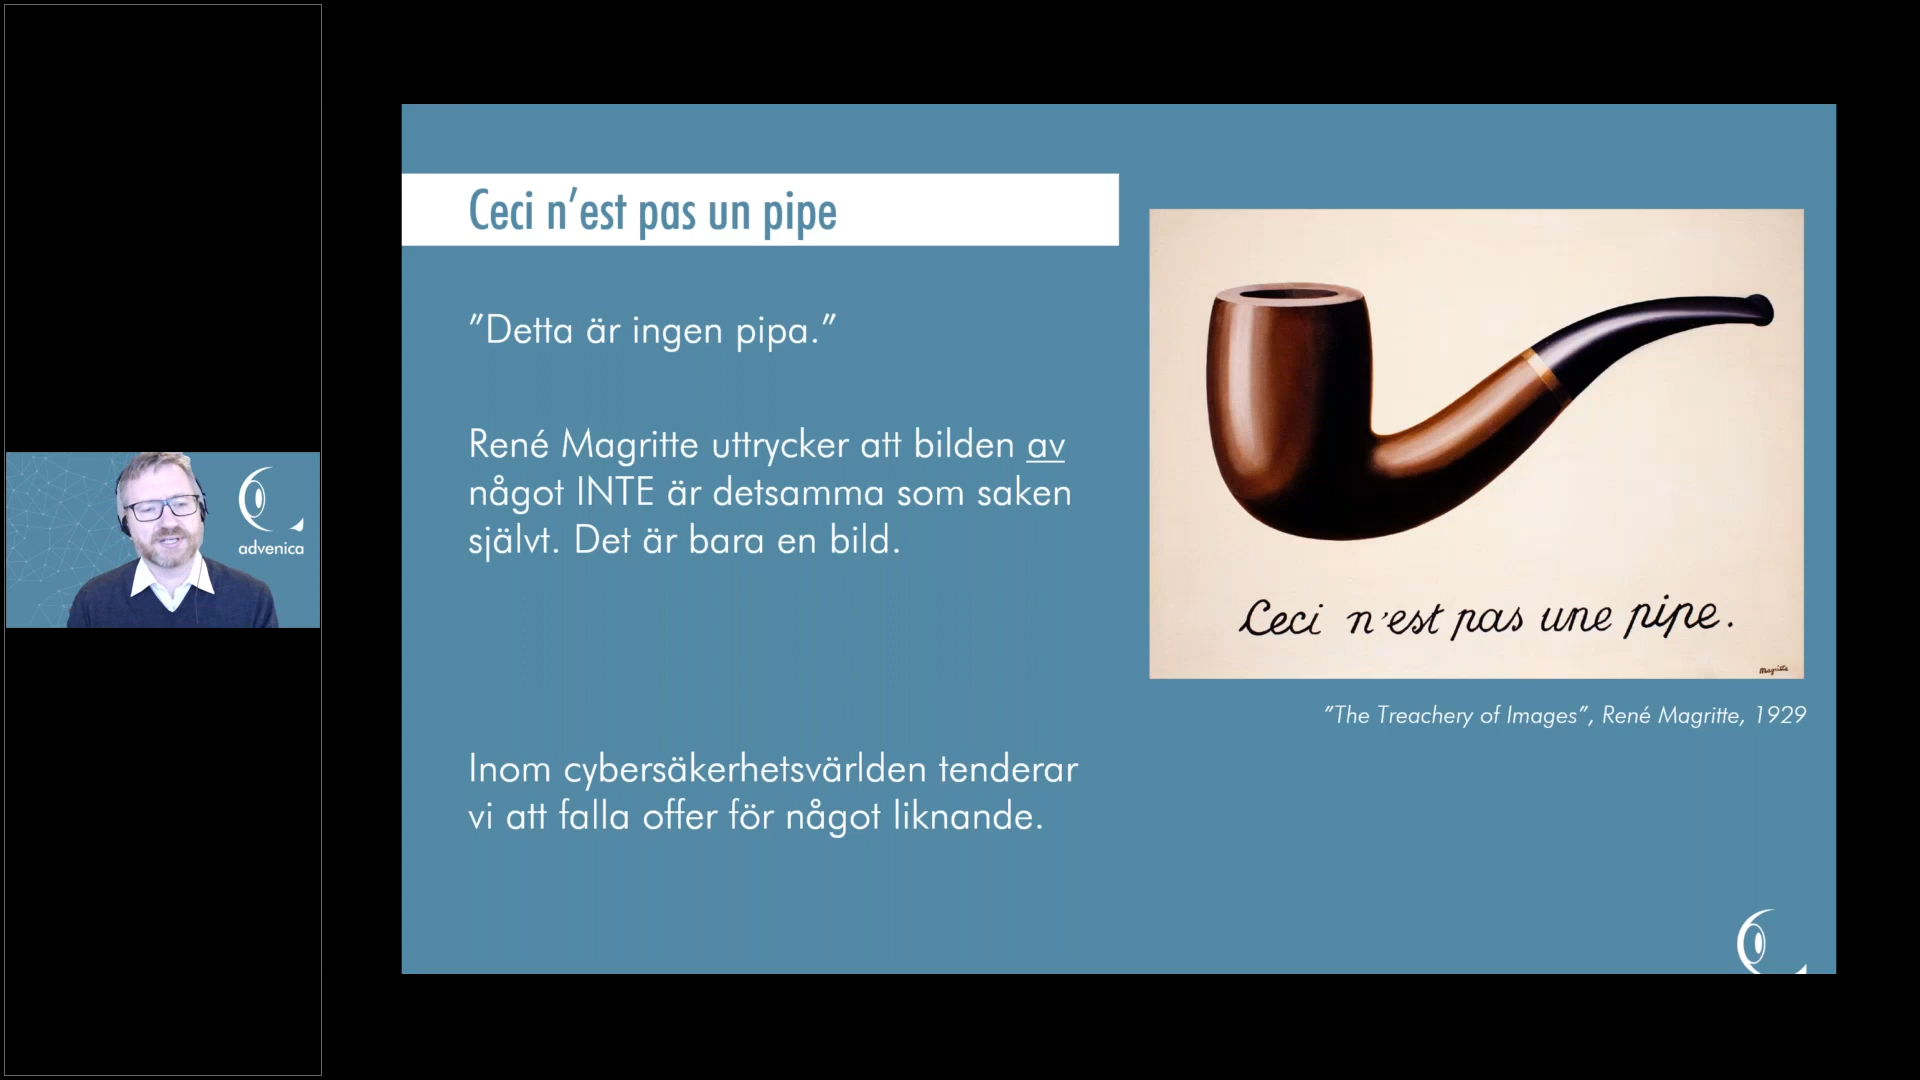 advenica
Ceci n’est pas un pipe
”Detta är ingen pipa.”
René Magritte uttrycker att bilden av
något INTE är detsamma som saken
självt. Det är bara en bild.
Inom cybersäkerhetsvärlden tenderar
vi att falla offer för något liknande.
Ceci n’est pas une pipe.
Magritte
”The Treachery of Images”, René Magritte, 1929